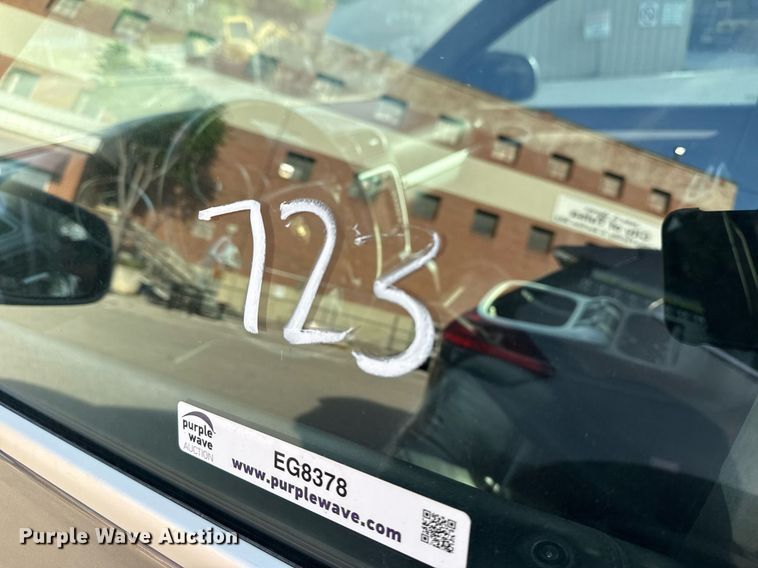 723
purple
wave
AUCTION
EG8378
www.purplewave.com
Purple Wave Auction